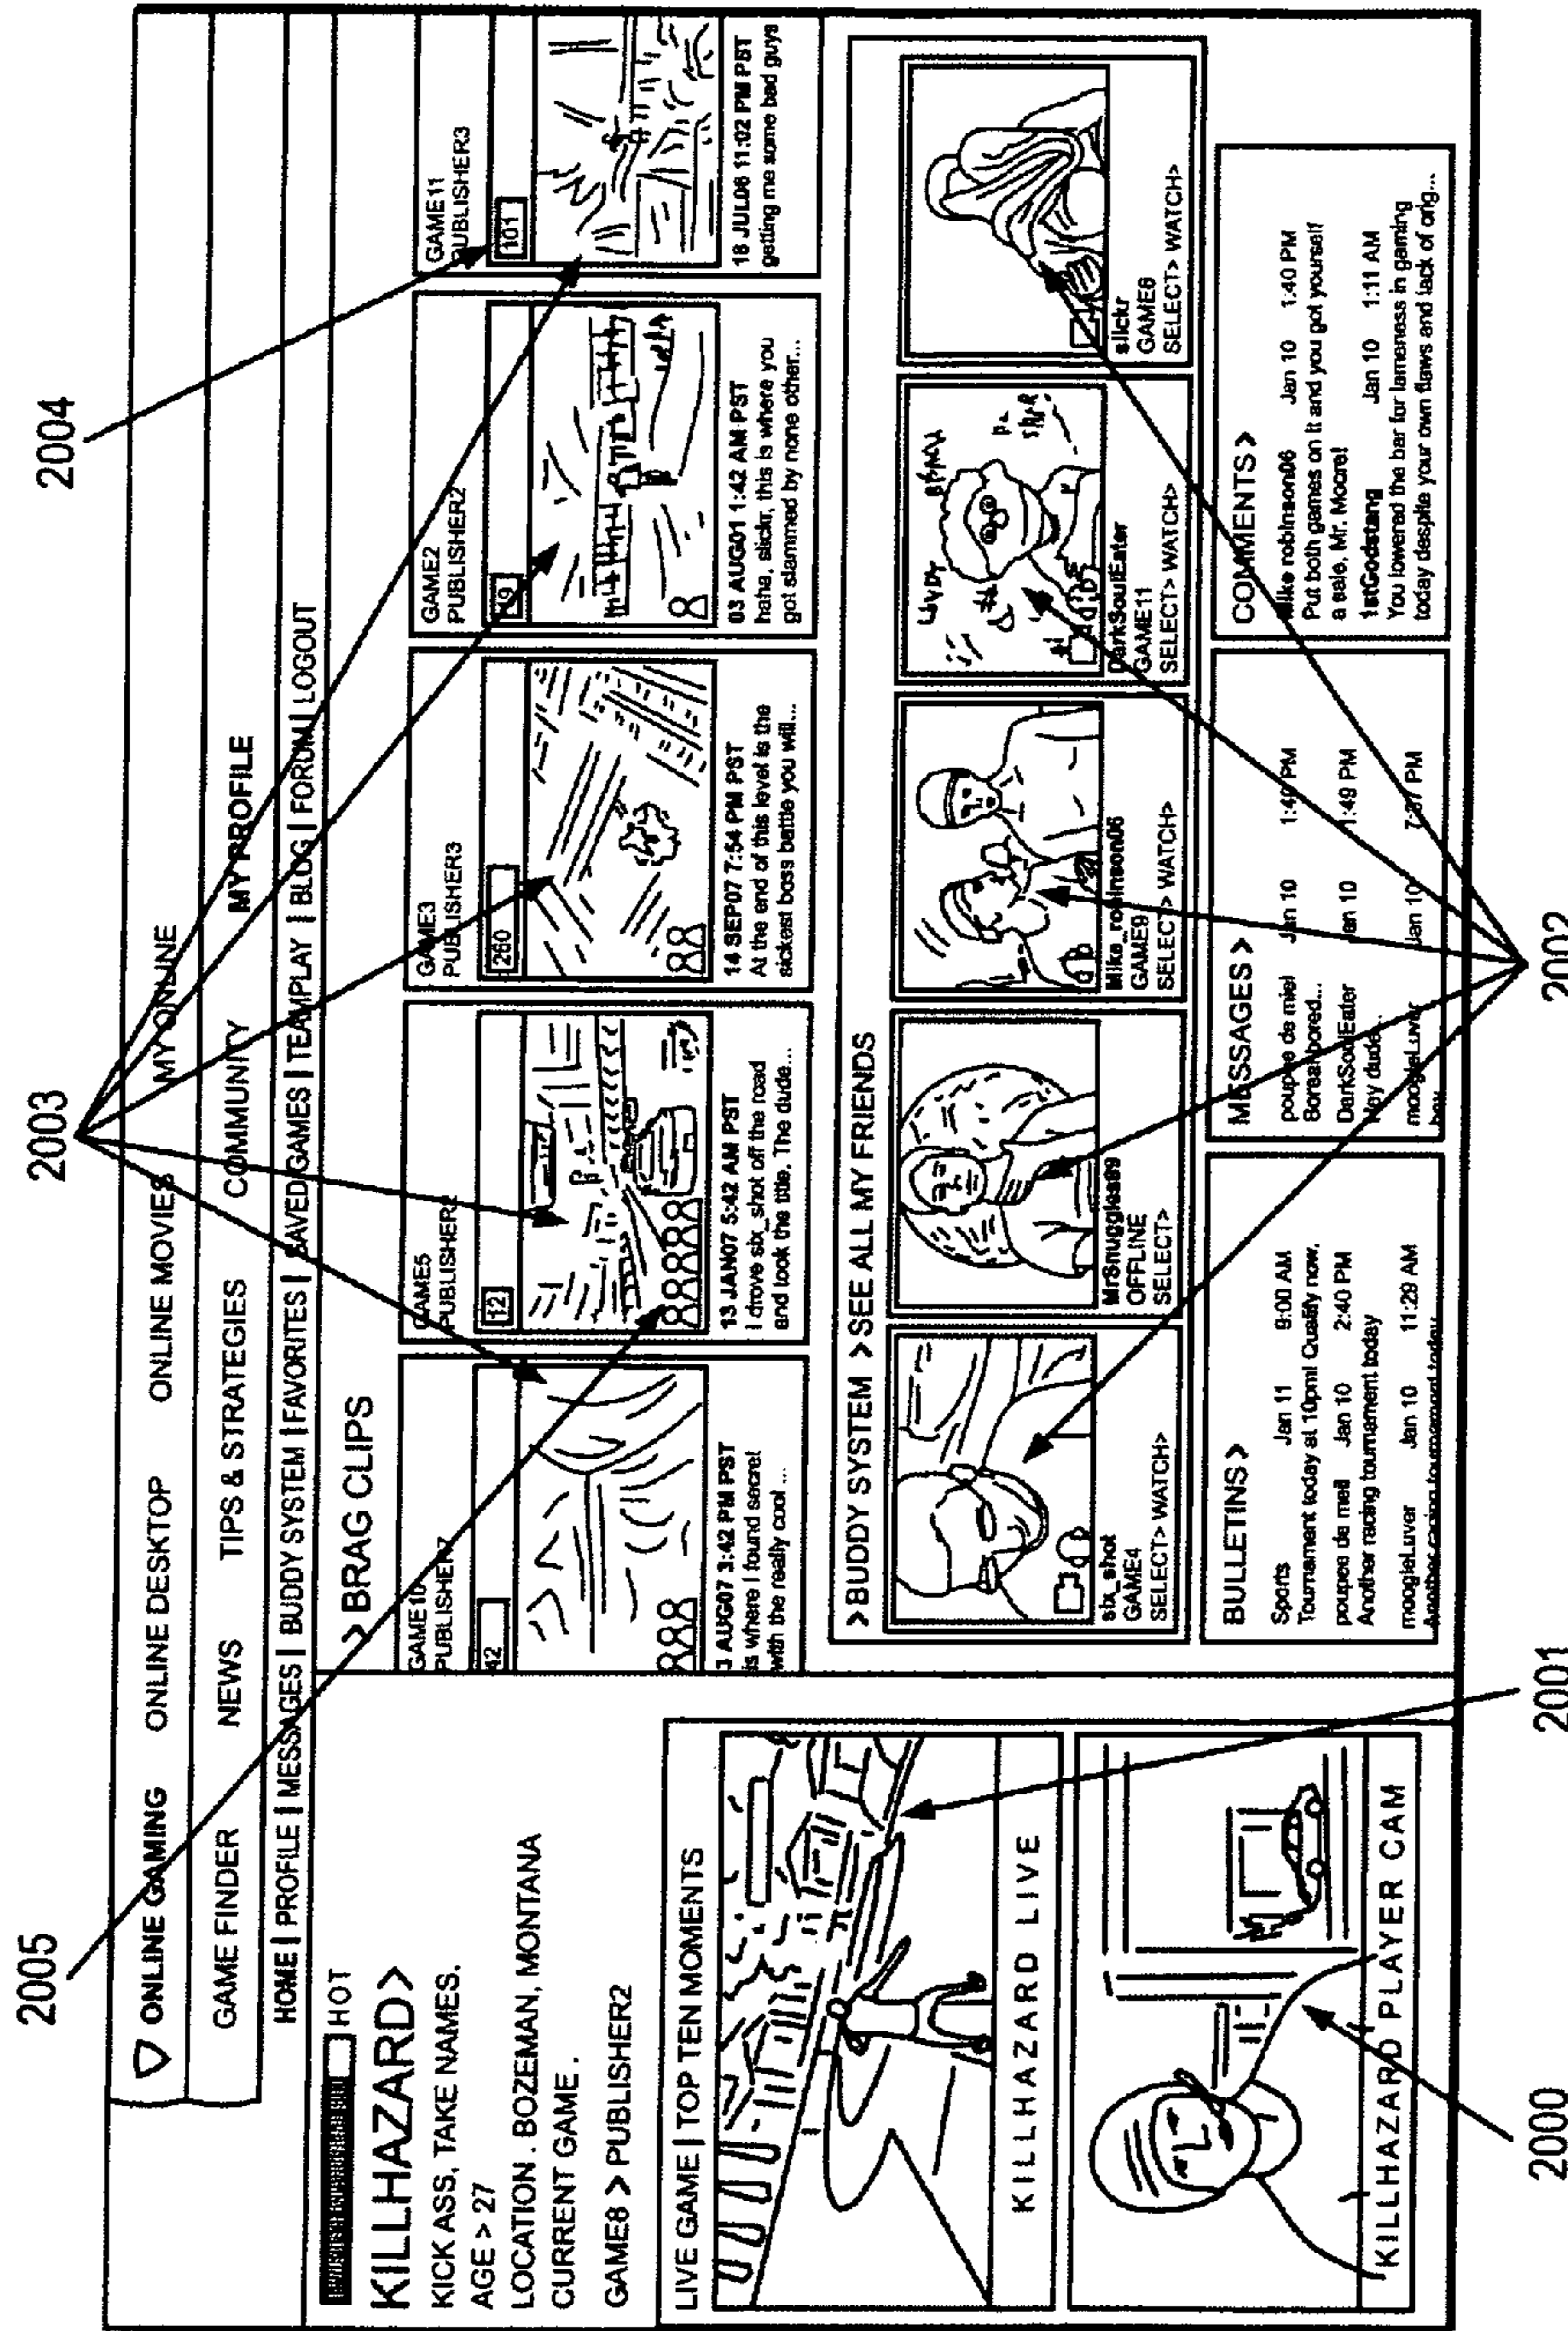 2005
2003
2004
ONLINE GAMING ONLINE DESKTOP ONLINE MOVIES MY ONLINE
GAME FINDER NEWS TIPS & STRATEGIES COMMUNITY MY PROFILE
HOME | PROFILE | MESSAGES | BUDDY SYSTEM | FAVORITES | SAVED GAMES | TEAMPLAY | BLOG | FORUM | LOGOUT
HOT
KILLHAZARD>
KICK ASS, TAKE NAMES.
AGE > 27
LOCATION . BOZEMAN, MONTANA
CURRENT GAME .
GAME8 > PUBLISHER2
LIVE GAME | TOP TEN MOMENTS
KILLHAZARD LIVE
KILLHAZARD PLAYER CAM
> BRAG CLIPS
GAME10
PUBLISHER7
42
3:42 PM PST
is where I found secret
with the really cool ...
GAME5
PUBLISHER2
12
13 JAN07 5:42 AM PST
I drove six_shot off the road
and took the title. The dude...
GAME3
PUBLISHER3
260
14 SEP07 7:54 PM PST
At the end of this level is the
sickest boss battle you will...
GAME2
PUBLISHER2
03 AUG01 1:42 AM PST
haha, slickr, this is where you
got slammed by none other...
GAME11
PUBLISHER3
101
18 JUL06 11:02 PM PST
getting me some bad guys
> BUDDY SYSTEM > SEE ALL MY FRIENDS
six_shot
GAME4
SELECT> WATCH>
MrSnuggles99
OFFLINE
SELECT>
Mike_robinson06
GAME9
SELECT> WATCH>
DarkSoulEater
GAME11
SELECT> WATCH>
slickr
GAME6
SELECT> WATCH>
BULLETINS >
Sports Jan 11 9:00 AM
Tournament today at 10pm! Qualify now.
poupee de meil Jan 10 2:40 PM
Another racing tournament today
moogleLuver Jan 10 11:29 AM
Another racing tournament today
MESSAGES >
poupee de miel Jan 10 1:49 PM
Boreal bored...
DarkSoulEater Jan 10 1:49 PM
Hey dude...
moogleLuver Jan 10 7:37 PM
hey
COMMENTS >
Mike robinson06 Jan 10 1:40 PM
Put both games on it and you got yourself
a sale, Mr. Moore!
1stGodstang Jan 10 1:11 AM
You lowered the bar for lameness in gaming
today despite your own flaws and lack of orig...
2000
2001
2002